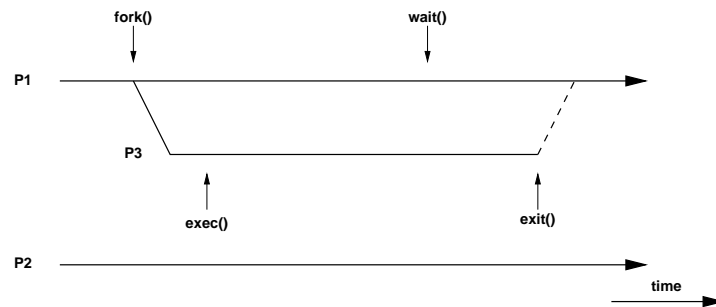 fork()
wait()
P1
P3
exec()
exit()
P2
time